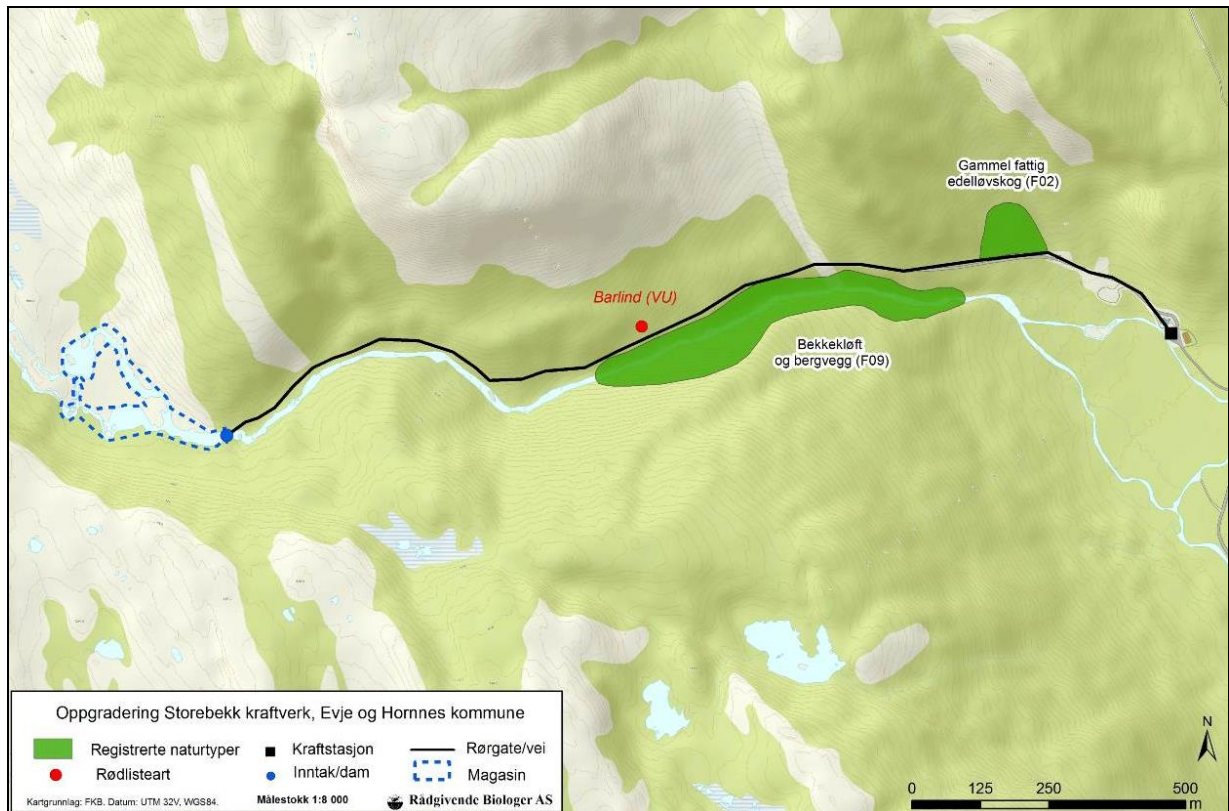 Gammel fattig
edelløvskog (F02)
Barlind (VU)
Bekkekløft
og bergvegg (F09)
Oppgradering Storebekk kraftverk, Evje og Hornnes kommune
Registrerte naturtyper
Kraftstasjon
Rørgate/vei
Rødlisteart
Inntak/dam
Magasin
Kartgrunnlag: FKB. Datum: UTM 32V, WGS84.
Målestokk 1:8 000
Rådgivende Biologer AS
N
0 125 250 500
m